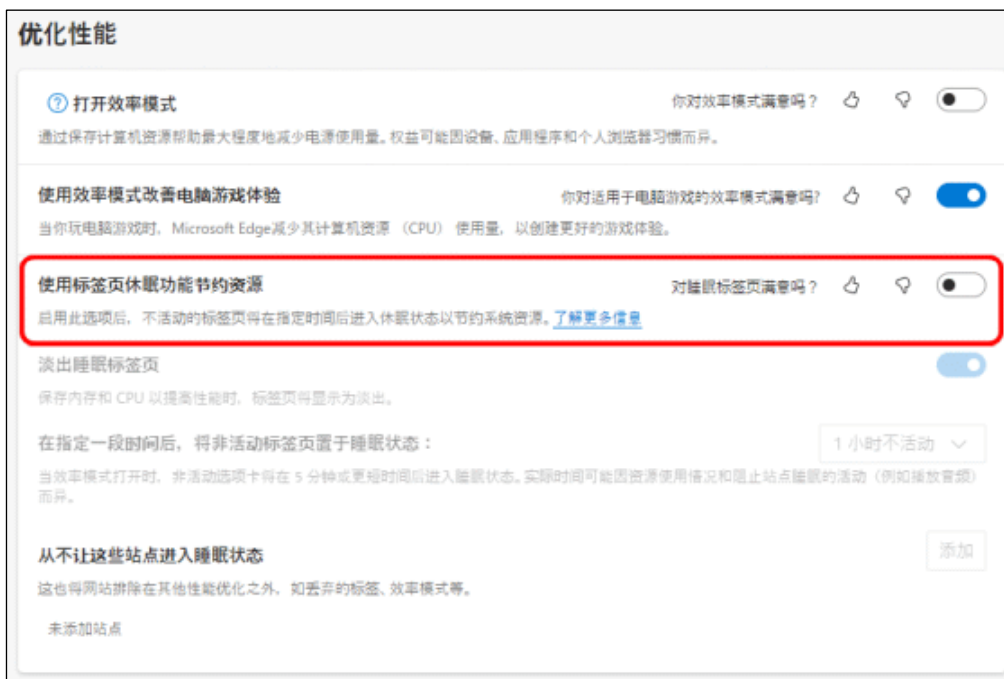 优化性能
打开效率模式
你对效率模式满意吗？
通过保存计算机资源帮助最大程度地减少电源使用量。权益可能因设备、应用程序和个人浏览器习惯而异。
使用效率模式改善电脑游戏体验
你对适用于电脑游戏的效率模式满意吗?
当你玩电脑游戏时，Microsoft Edge减少其计算机资源 （CPU） 使用量，以创建更好的游戏体验。
使用标签页休眠功能节约资源
对睡眠标签页满意吗？
启用此选项后，不活动的标签页将在指定时间后进入休眠状态以节约系统资源。了解更多信息
淡出睡眠标签页
保存内存和 CPU 以提高性能时，标签页将显示为淡出。
在指定一段时间后，将非活动标签页置于睡眠状态：
1 小时不活动
当效率模式打开时，非活动选项卡将在 5 分钟或更短时间后进入睡眠状态。实际时间可能因资源使用情况和阻止站点睡眠的活动（例如播放音频）
而异。
从不让这些站点进入睡眠状态
添加
这也将网站排除在其他性能优化之外，如丢弃的标签、效率模式等。
未添加站点